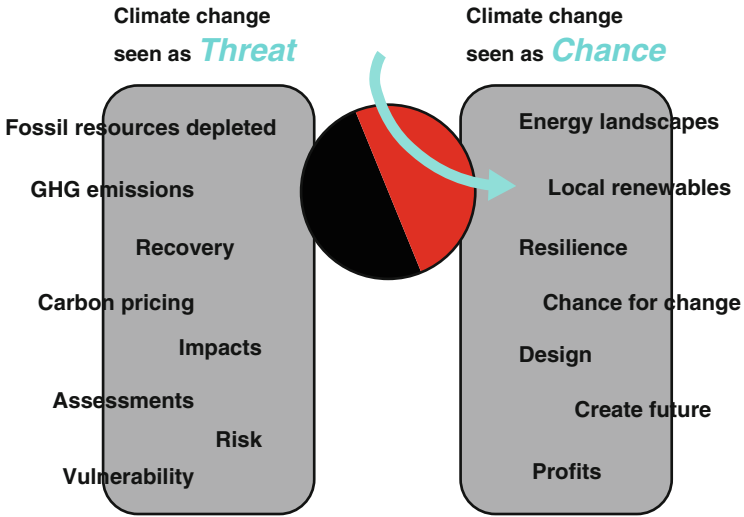 Climate change
seen as Threat
Fossil resources depleted
GHG emissions
Recovery
Carbon pricing
Impacts
Assessments
Risk
Vulnerability
Climate change
seen as Chance
Energy landscapes
Local renewables
Resilience
Chance for change
Design
Create future
Profits